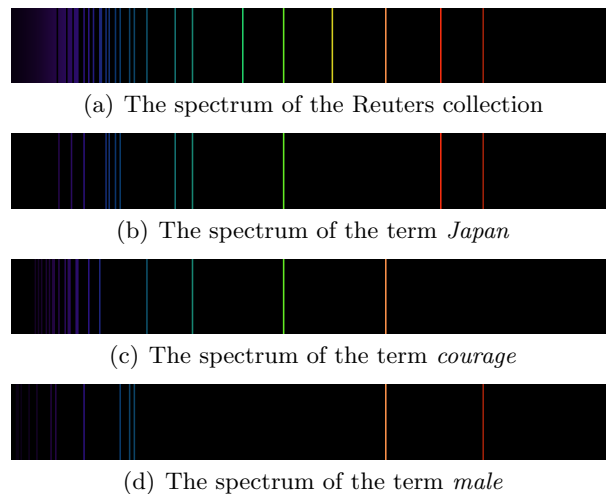 (a) The spectrum of the Reuters collection
(b) The spectrum of the term Japan
(c) The spectrum of the term courage
(d) The spectrum of the term male